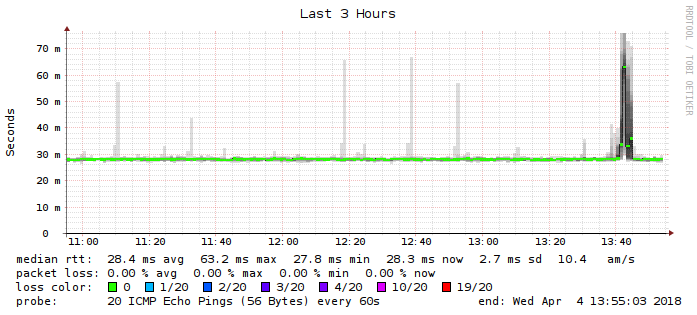 Last 3 Hours
RRDTOOL / TOBI OETIKER
Seconds
70 m
60 m
50 m
40 m
30 m
20 m
10 m
0
11:00 11:20 11:40 12:00 12:20 12:40 13:00 13:20 13:40
median rtt: 28.4 ms avg 63.2 ms max 27.8 ms min 28.3 ms now 2.7 ms sd 10.4 am/s
packet loss: 0.00 % avg 0.00 % max 0.00 % min 0.00 % now
loss color: 0 1/20 2/20 3/20 4/20 10/20 19/20
probe: 20 ICMP Echo Pings (56 Bytes) every 60s end: Wed Apr 4 13:55:03 2018